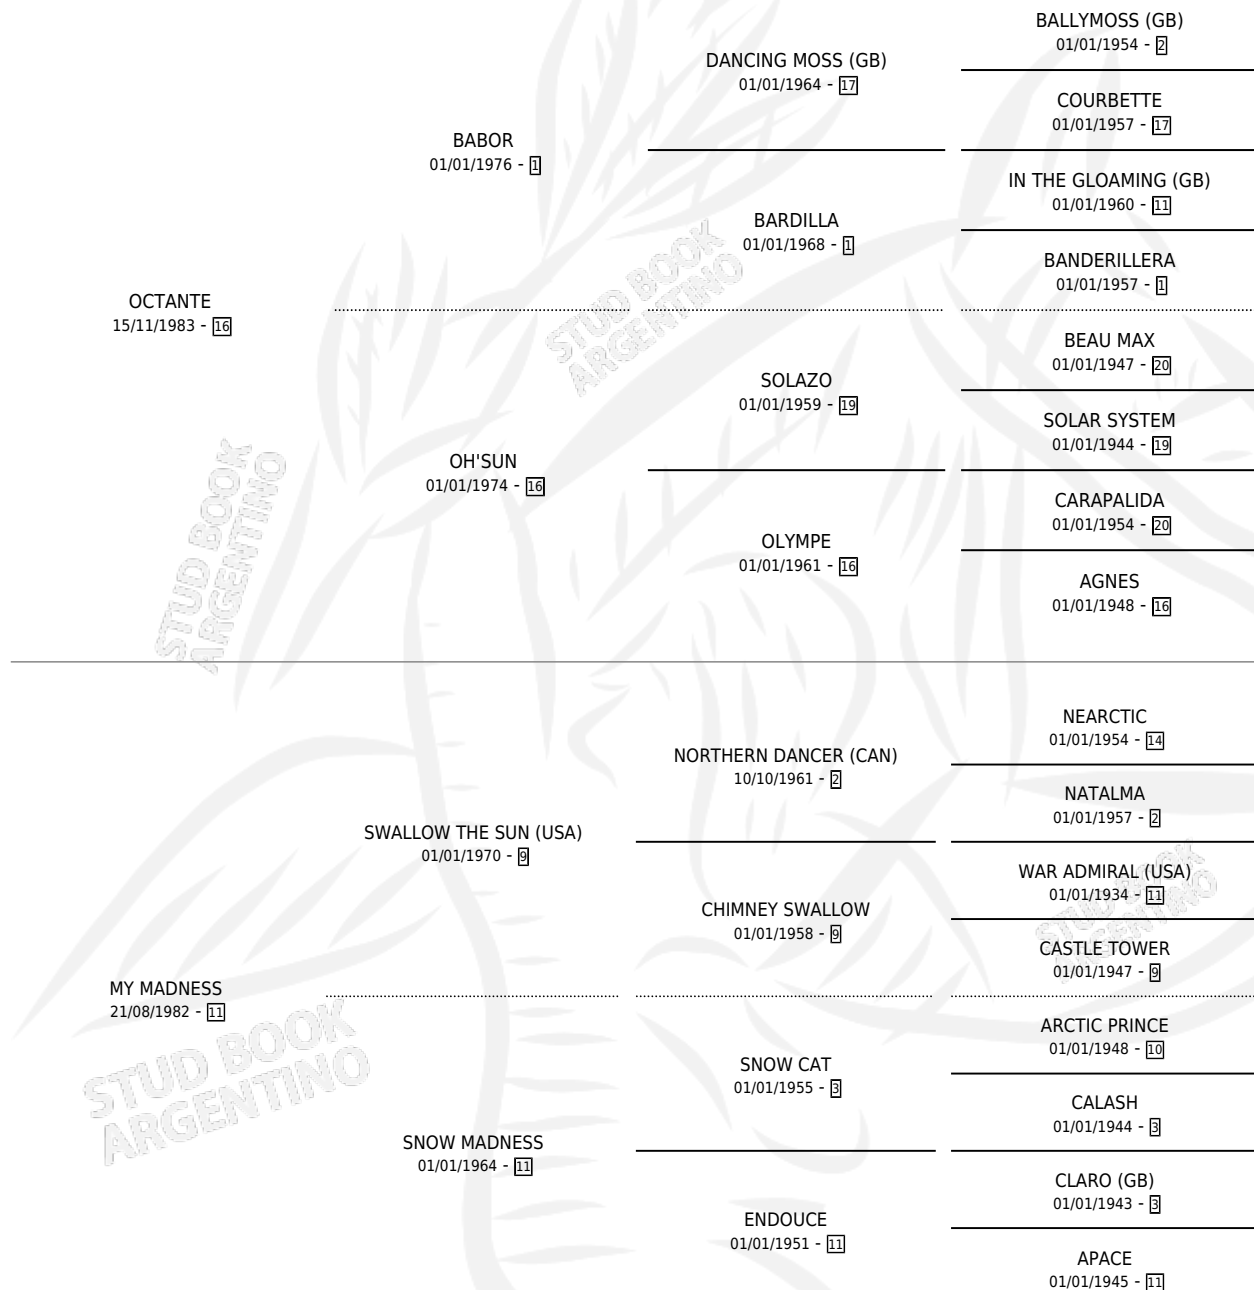 BALLYMOSS (GB)
01/01/1954 - 2
DANCING MOSS (GB)
01/01/1964 - 17
COURBETTE
01/01/1957 - 17
BABOR
01/01/1976 - 1
IN THE GLOAMING (GB)
01/01/1960 - 11
BARDILLA
01/01/1968 - 1
BANDERILLERA
01/01/1957 - 1
OCTANTE
15/11/1983 - 16
BEAU MAX
01/01/1947 - 20
SOLAZO
01/01/1959 - 19
SOLAR SYSTEM
01/01/1944 - 19
OH'SUN
01/01/1974 - 16
CARAPALIDA
01/01/1954 - 20
OLYMPE
01/01/1961 - 16
AGNES
01/01/1948 - 16
NEARCTIC
01/01/1954 - 14
NORTHERN DANCER (CAN)
10/10/1961 - 2
NATALMA
01/01/1957 - 2
SWALLOW THE SUN (USA)
01/01/1970 - 9
WAR ADMIRAL (USA)
01/01/1934 - 11
CHIMNEY SWALLOW
01/01/1958 - 9
CASTLE TOWER
01/01/1947 - 9
MY MADNESS
21/08/1982 - 11
ARCTIC PRINCE
01/01/1948 - 10
SNOW CAT
01/01/1955 - 3
CALASH
01/01/1944 - 3
SNOW MADNESS
01/01/1964 - 11
CLARO (GB)
01/01/1943 - 3
ENDOUCE
01/01/1951 - 11
APACE
01/01/1945 - 11
STUD BOOK
ARGENTINO
STUD BOOK
ARGENTINO
STUD BOOK
ARGENTINO
STUD BOOK
ARGENTINO